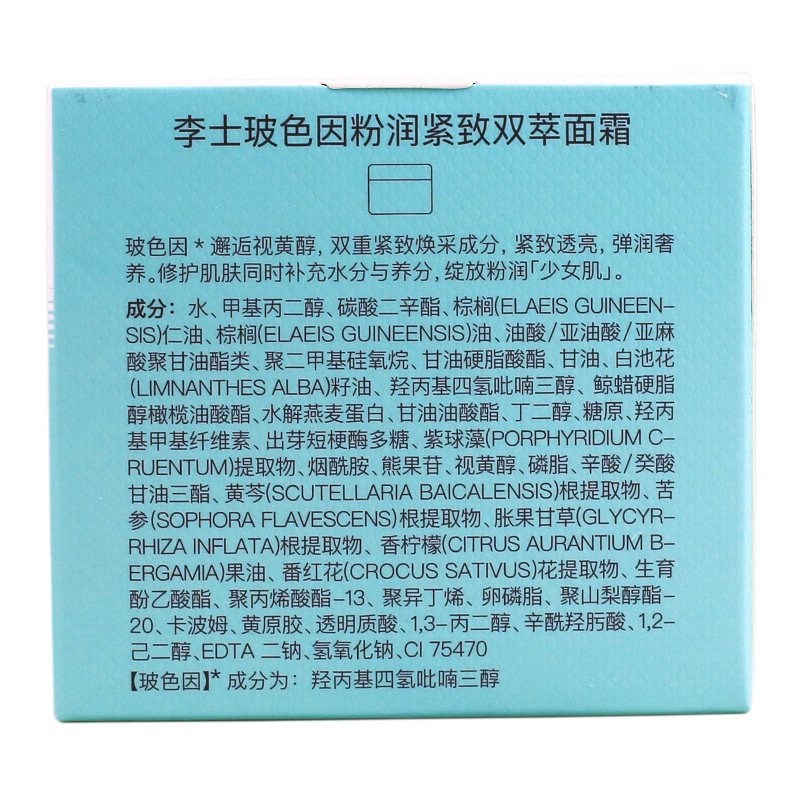 李士玻色因粉润紧致双萃面霜
玻色因*邂逅视黄醇，双重紧致焕采成分，紧致透亮，弹润奢
养。修护肌肤同时补充水分与养分，绽放粉润「少女肌」。
成分：水、甲基丙二醇、碳酸二辛酯、棕榈(ELAEIS GUINEEN-
SIS)仁油、棕榈(ELAEIS GUINEENSIS)油、油酸/亚油酸/亚麻
酸聚甘油酯类、聚二甲基硅氧烷、甘油硬脂酸酯、甘油、白池花
(LIMNANTHES ALBA)籽油、羟丙基四氢吡喃三醇、鲸蜡硬脂
醇橄榄油酸酯、水解燕麦蛋白、甘油油酸酯、丁二醇、糖原、羟丙
基甲基纤维素、出芽短梗酶多糖、紫球藻(PORPHYRIDIUM C-
RUENTUM)提取物、烟酰胺、熊果苷、视黄醇、磷脂、辛酸/癸酸
甘油三酯、黄芩(SCUTELLARIA BAICALENSIS)根提取物、苦
参(SOPHORA FLAVESCENS)根提取物、胀果甘草(GLYCYR-
RHIZA INFLATA)根提取物、香柠檬(CITRUS AURANTIUM B-
ERGAMIA)果油、番红花(CROCUS SATIVUS)花提取物、生育
酚乙酸酯、聚丙烯酸酯-13、聚异丁烯、卵磷脂、聚山梨醇酯-
20、卡波姆、黄原胶、透明质酸、1,3-丙二醇、辛酰羟肟酸、1,2-
己二醇、EDTA 二钠、氢氧化钠、CI 75470
【玻色因】*成分为：羟丙基四氢吡喃三醇